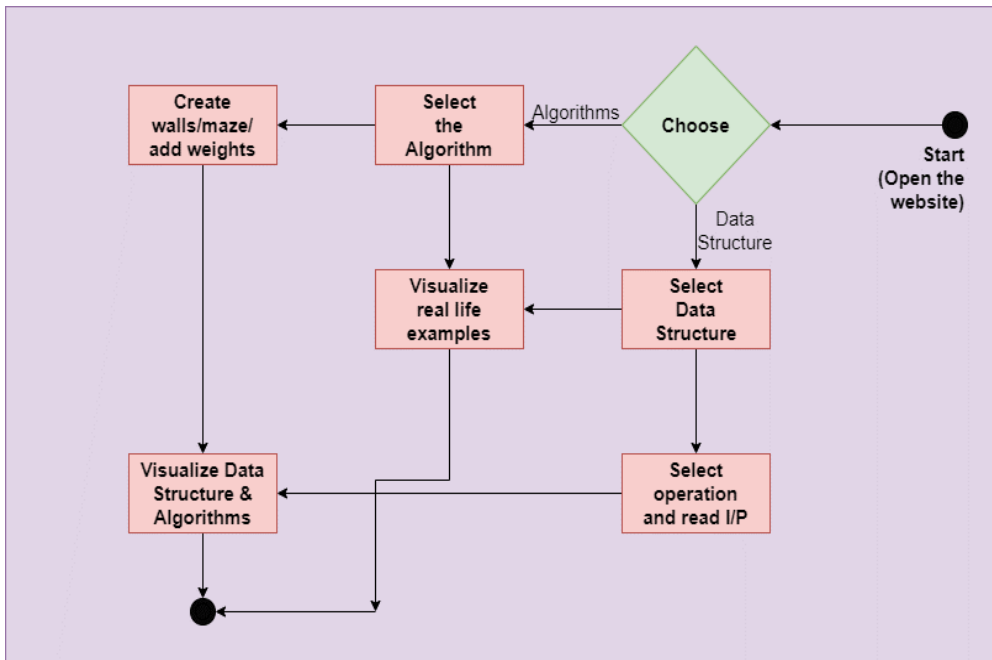 Create
walls/maze/
add weights
Select
the
Algorithm
Algorithms
Choose
Start
(Open the
website)
Data
Structure
Visualize
real life
examples
Select
Data
Structure
Visualize Data
Structure &
Algorithms
Select
operation
and read I/P